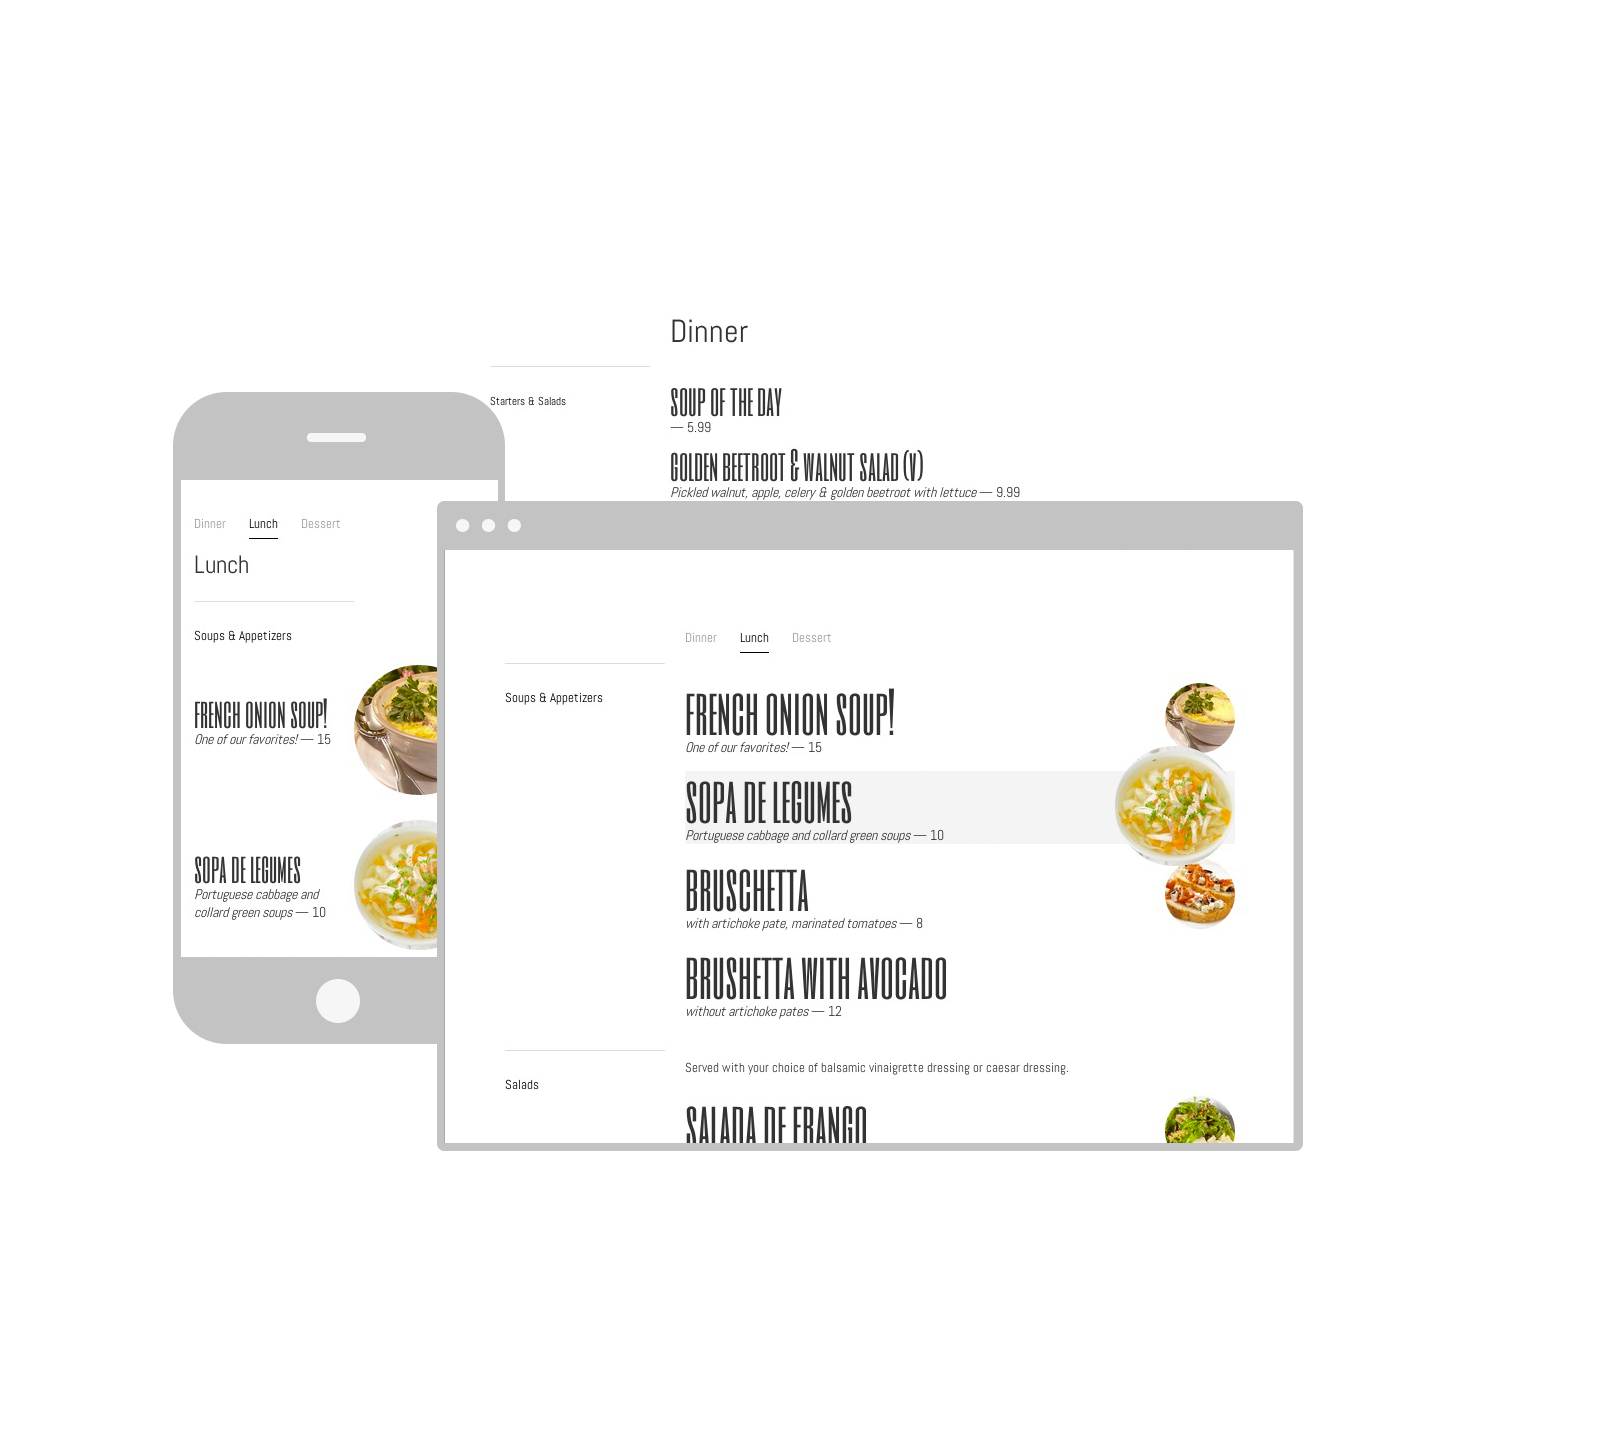 Dinner
Starters & Salads
SOUP OF THE DAY
— 5.99
GOLDEN BEETROOT & WALNUT SALAD (V)
Pickled walnut, apple, celery & golden beetroot with lettuce — 9.99
Dinner Lunch Dessert
Lunch
Soups & Appetizers
FRENCH ONION SOUP!
One of our favorites! — 15
SOPA DE LEGUMES
Portuguese cabbage and
collard green soups — 10
Dinner Lunch Dessert
Soups & Appetizers
FRENCH ONION SOUP!
One of our favorites! — 15
SOPA DE LEGUMES
Portuguese cabbage and collard green soups — 10
BRUSCHETTA
with artichoke pate, marinated tomatoes — 8
BRUSHETTA WITH AVOCADO
without artichoke pates — 12
Salads
Served with your choice of balsamic vinaigrette dressing or caesar dressing.
SALADA DE FRANGO